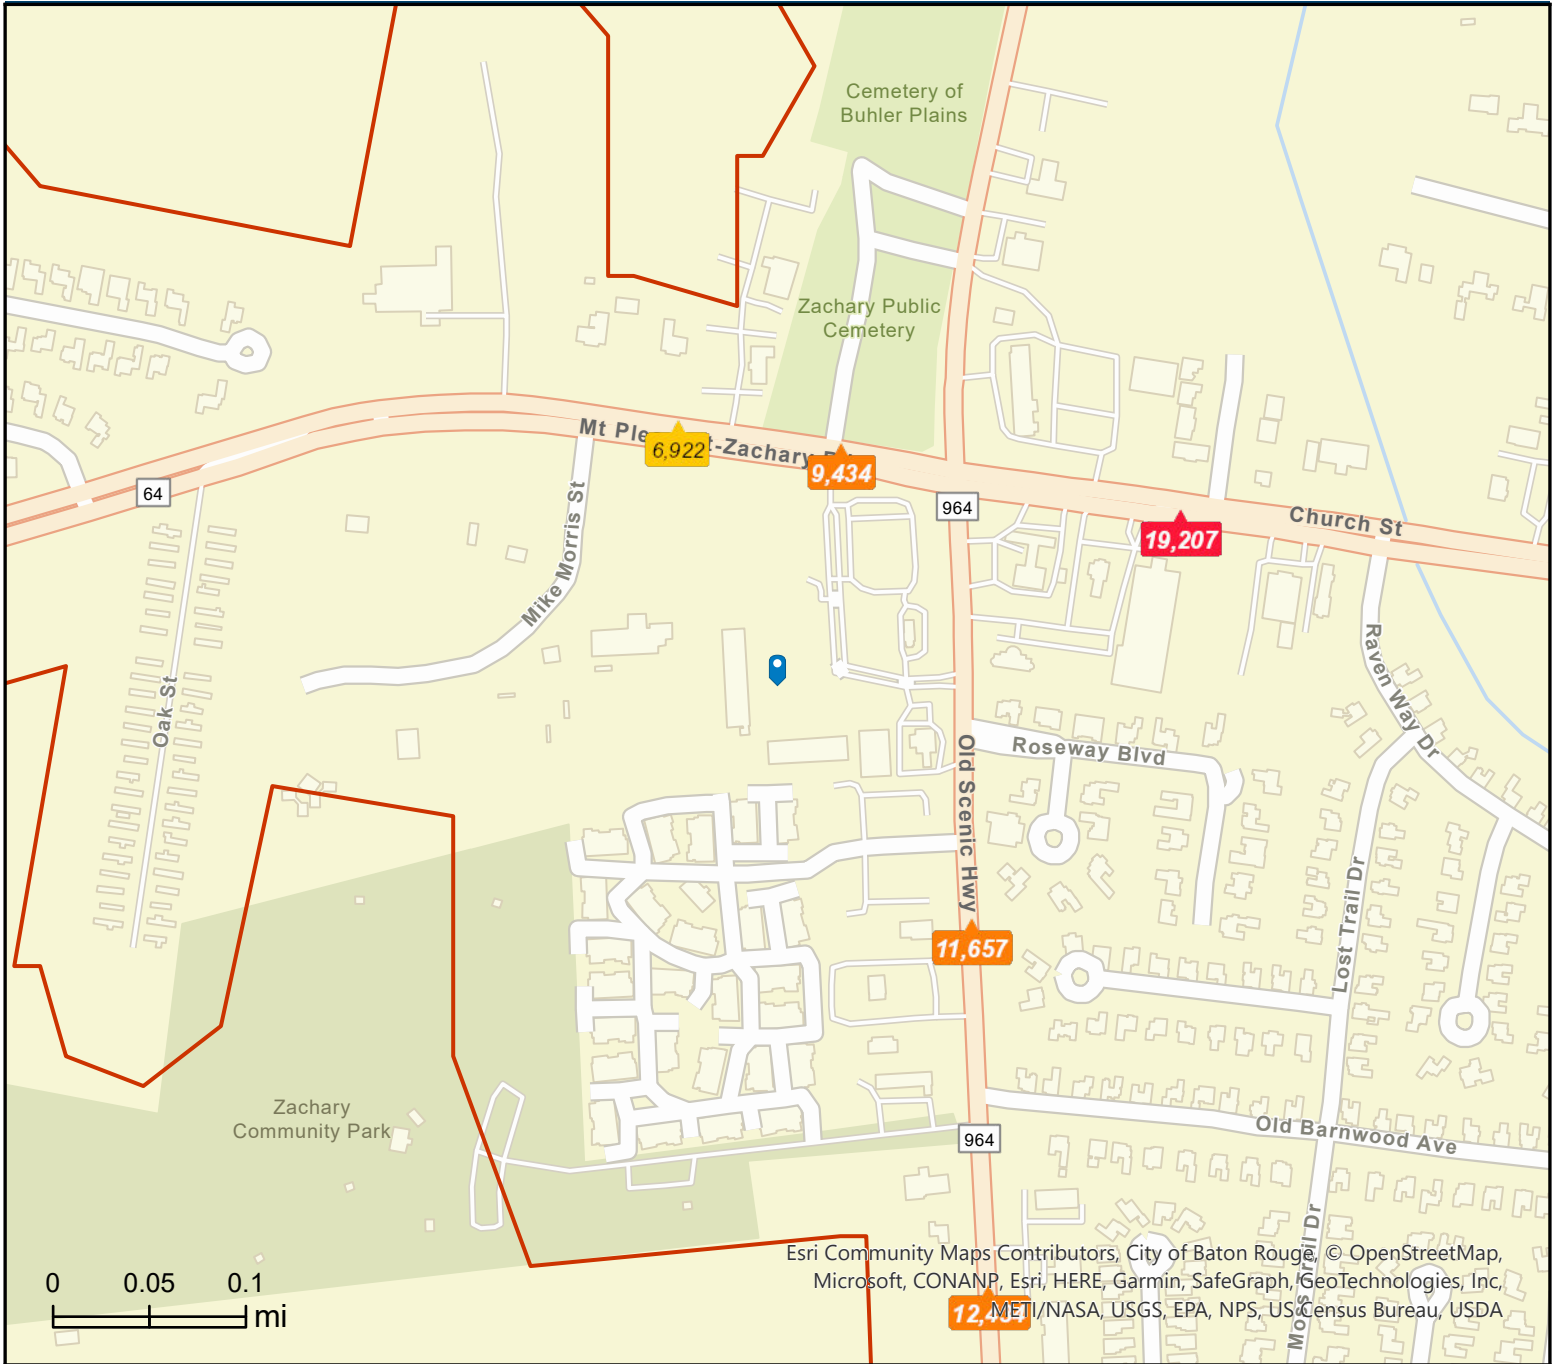 Cemetery of
Buhler Plains
Zachary Public
Cemetery
6,922
9,434
64
964
19,207
Church St
Mike Morris St
Oak St
Raven Way Dr
Roseway Blvd
Old Scenic Hwy
Lost Trail Dr
11,657
Zachary
Community Park
964
Old Barnwood Ave
Moss Trail Dr
Esri Community Maps Contributors, City of Baton Rouge, © OpenStreetMap,
Microsoft, CONANP, Esri, HERE, Garmin, SafeGraph, GeoTechnologies, Inc,
METI/NASA, USGS, EPA, NPS, US Census Bureau, USDA
0 0.05 0.1
mi